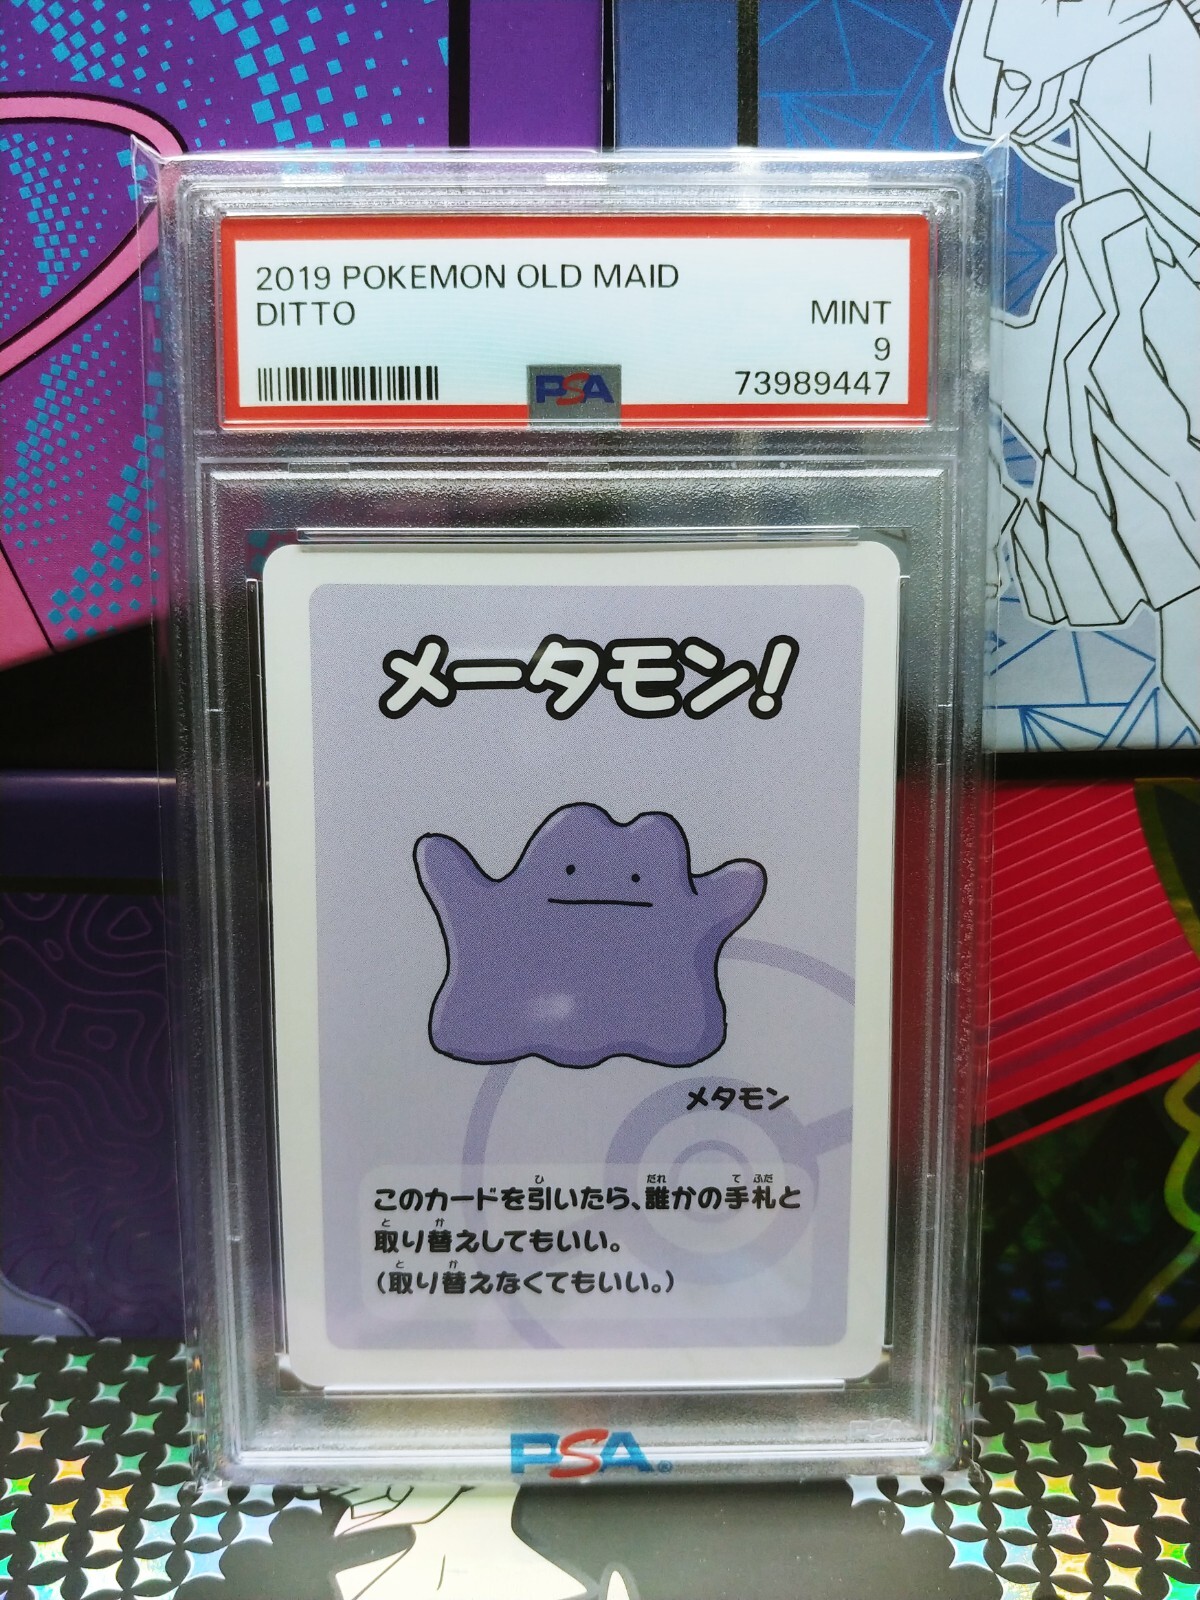 2019 POKEMON OLD MAID
DITTO
MINT
9
PSA
73989447
メータモン!
メタモン
このカードを引いたら、誰かの手札と
取り替えしてもいい。
(取り替えなくてもいい。)
PSA®